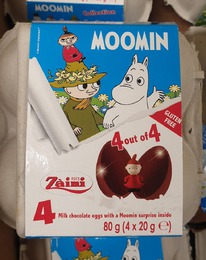 Collection
MOOMIN
GLUTEN
FREE
4 out of 4
Zaini
4 Milk chocolate eggs with a Moomin surprise inside
80 g (4 x 20 g ℮)